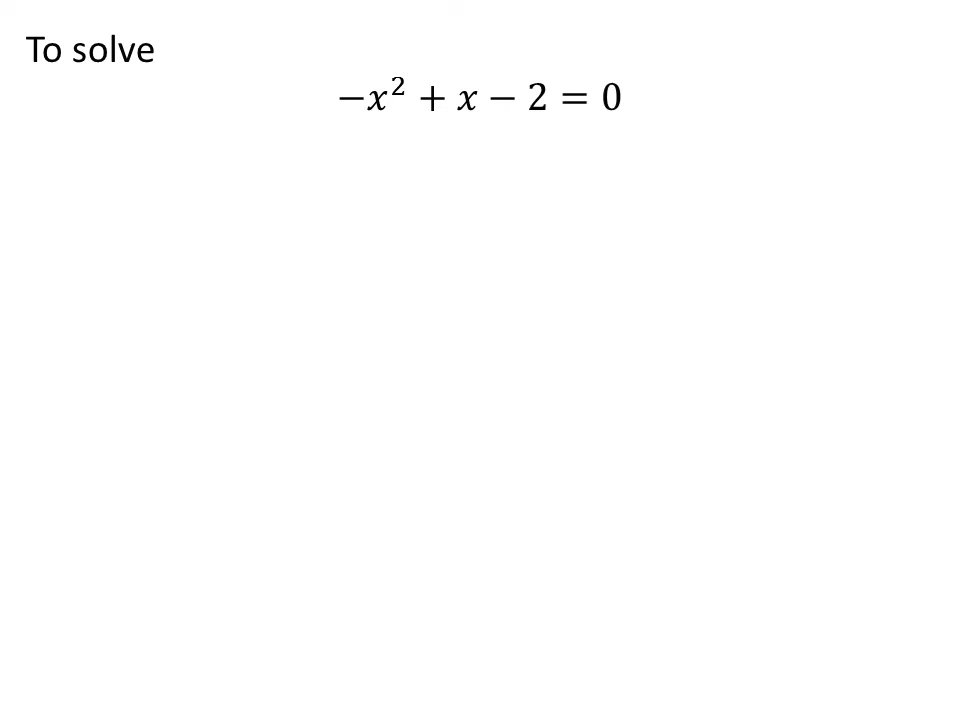 To solve
−x² + x − 2 = 0